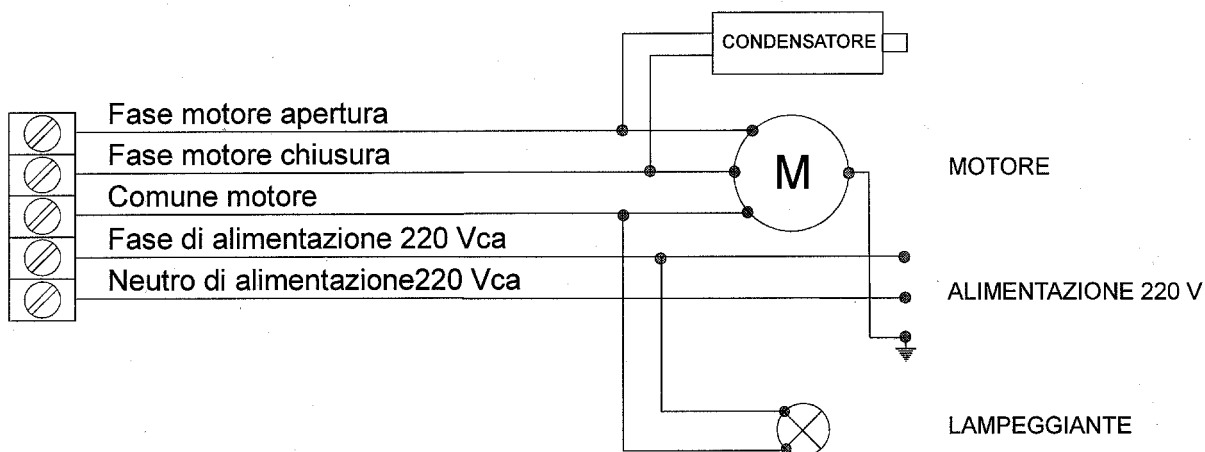 CONDENSATORE
Fase motore apertura
Fase motore chiusura
M
MOTORE
Comune motore
Fase di alimentazione 220 Vca
Neutro di alimentazione220 Vca
ALIMENTAZIONE 220 V
LAMPEGGIANTE